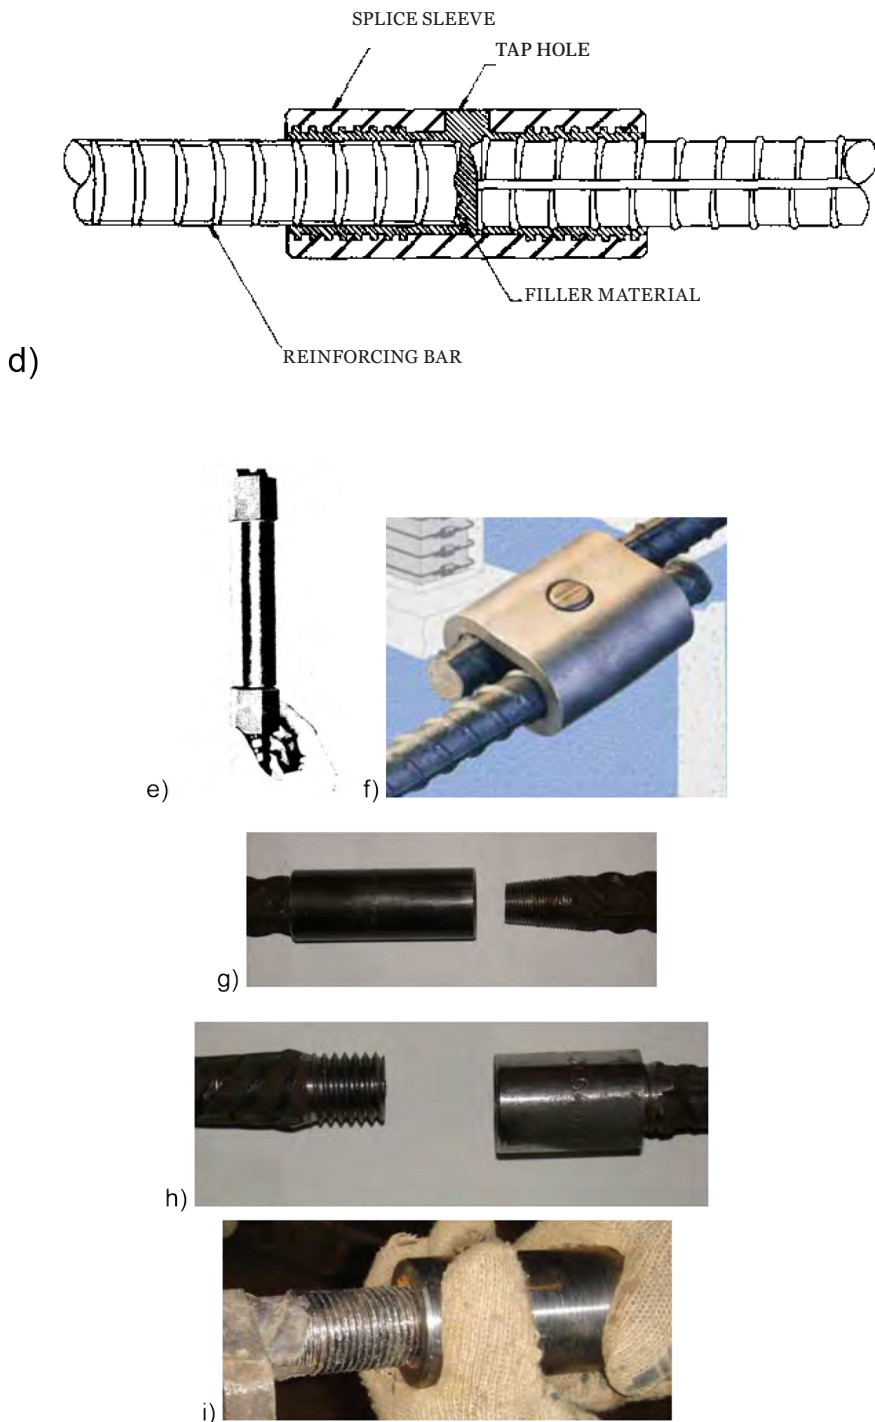 SPLICE SLEEVE
TAP HOLE
FILLER MATERIAL
REINFORCING BAR
d)
e)
f)
g)
h)
i)